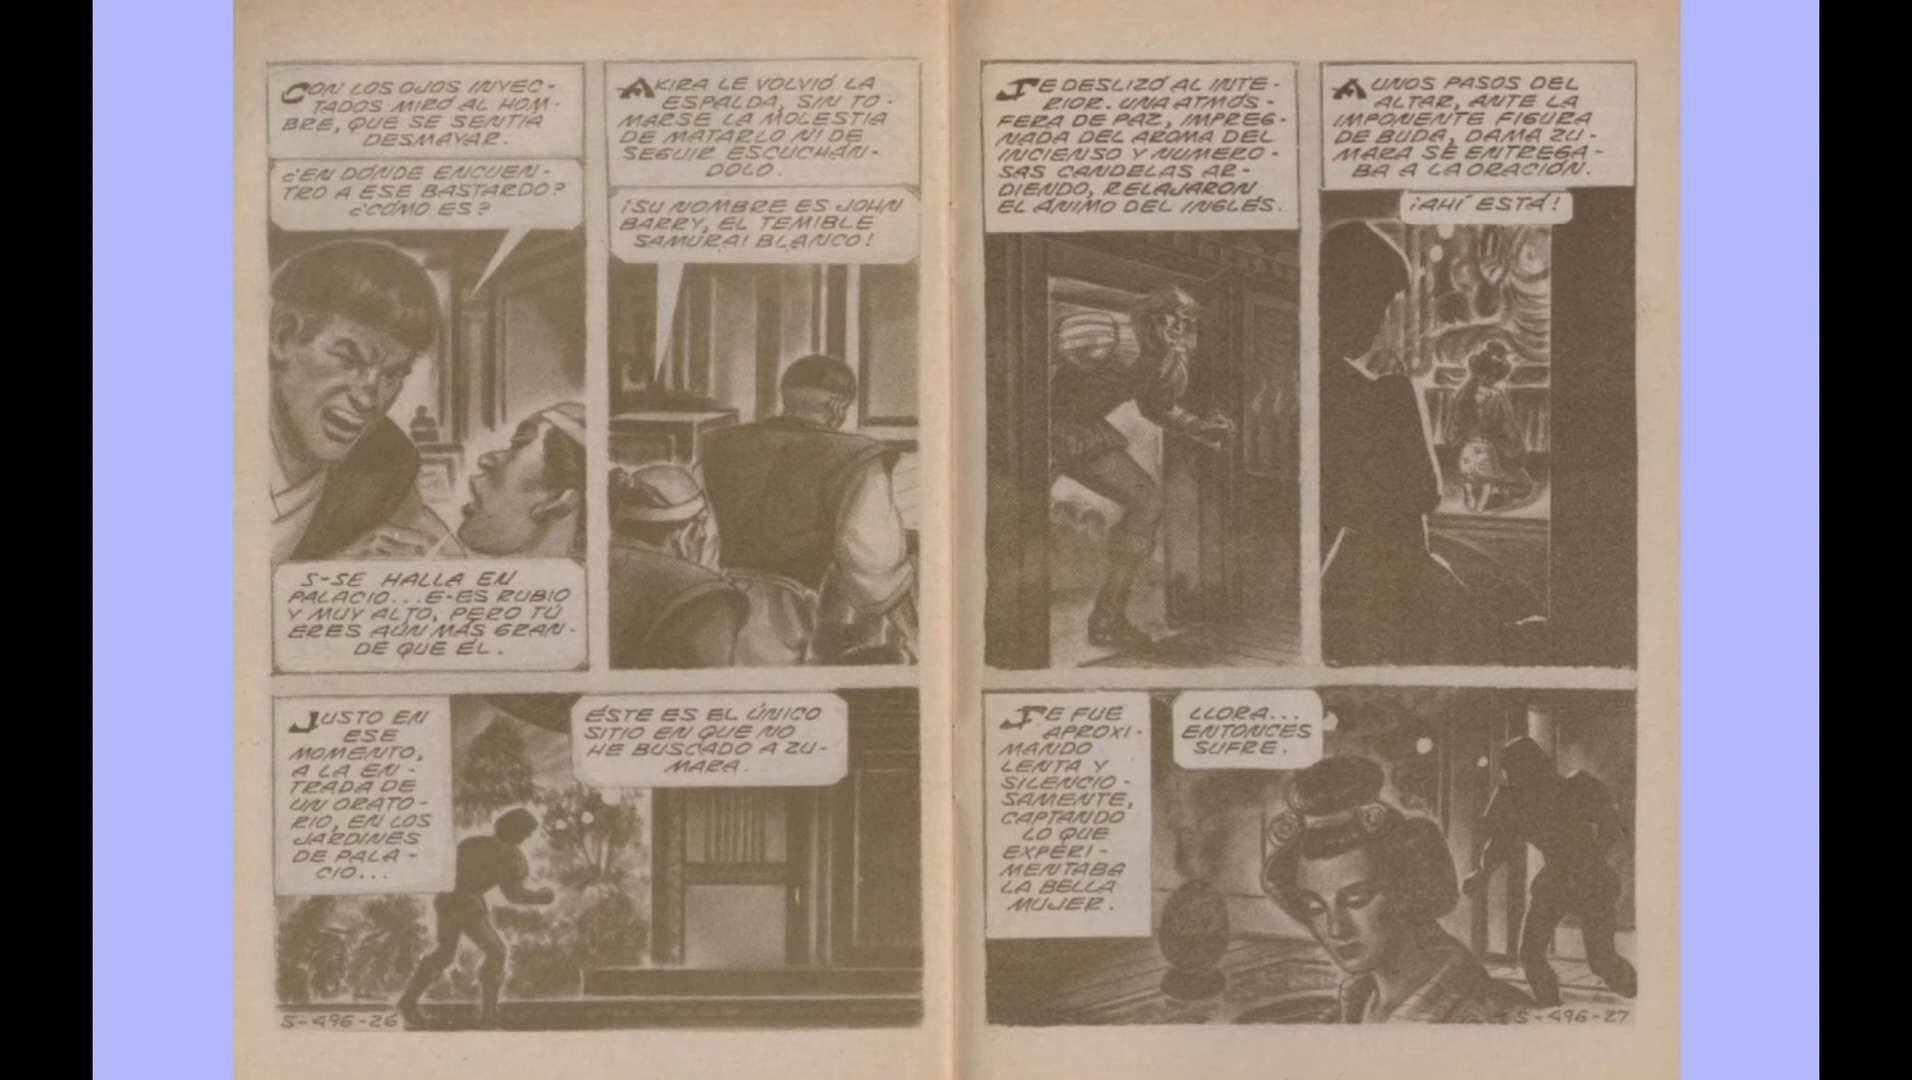 CON LOS OJOS INYEC-
TADOS MIRÓ AL HOM-
BRE, QUE SE SENTÍA
DESMAYAR.
¿EN DÓNDE ENCUEN-
TRO A ESE BASTARDO?
¿CÓMO ES?
S-SE HALLA EN
PALACIO... E-ES RUBIO
Y MUY ALTO, PERO TÚ
ERES AÚN MÁS GRAN-
DE QUE ÉL.
AKIRA LE VOLVIÓ LA
ESPALDA, SIN TO-
MARSE LA MOLESTIA
DE MATARLO NI DE
SEGUIR ESCUCHÁN-
DOLO.
¡SU NOMBRE ES JOHN
BARRY, EL TEMIBLE
SAMURAI BLANCO!
JUSTO EN
ESE
MOMENTO,
A LA EN-
TRADA DE
UN ORATO-
RIO, EN LOS
JARDINES
DE PALA-
CIO...
ÉSTE ES EL ÚNICO
SITIO EN QUE NO
HE BUSCADO A ZU-
MARA.
S-496-26
SE DESLIZÓ AL INTE-
RIOR. UNA ATMÓS-
FERA DE PAZ, IMPREG-
NADA DEL AROMA DEL
INCIENSO Y NUMERO-
SAS CANDELAS AR-
DIENDO, RELAJARON
EL ÁNIMO DEL INGLÉS.
A UNOS PASOS DEL
ALTAR, ANTE LA
IMPONENTE FIGURA
DE BUDA, DAMA ZU-
MARA SE ENTREGA-
BA A LA ORACIÓN.
¡AHÍ ESTÁ!
SE FUE
APROXI-
MANDO
LENTA Y
SILENCIO-
SAMENTE,
CAPTANDO
LO QUE
EXPERI-
MENTABA
LA BELLA
MUJER.
LLORA...
ENTONCES
SUFRE.
S-496-27